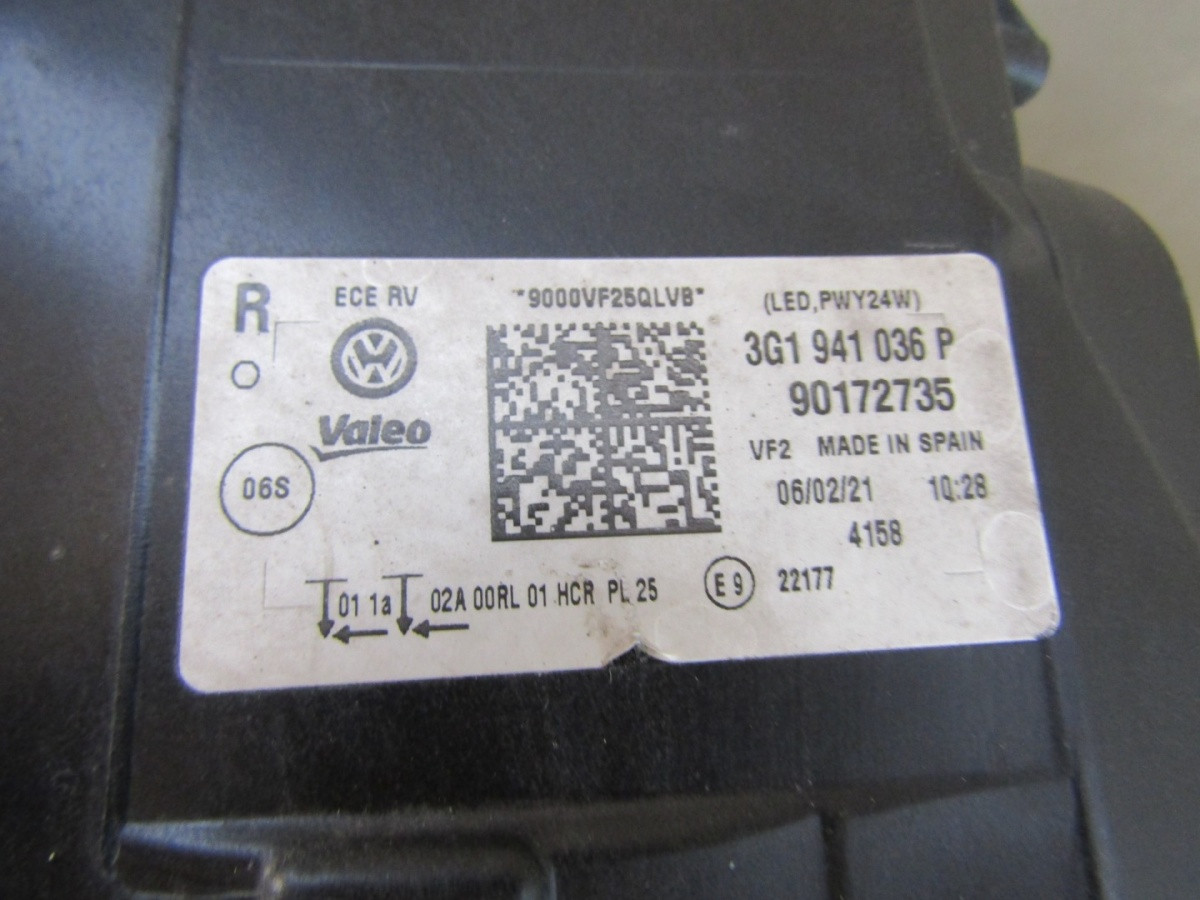 R
ECE RV
*9000VF25QLVB*
(LED,PWY24W)
3G1 941 036 P
90172735
Valeo
VF2 MADE IN SPAIN
06S
06/02/21 10:28
4158
01 1a 02A 00RL 01 HCR PL 25
E9 22177